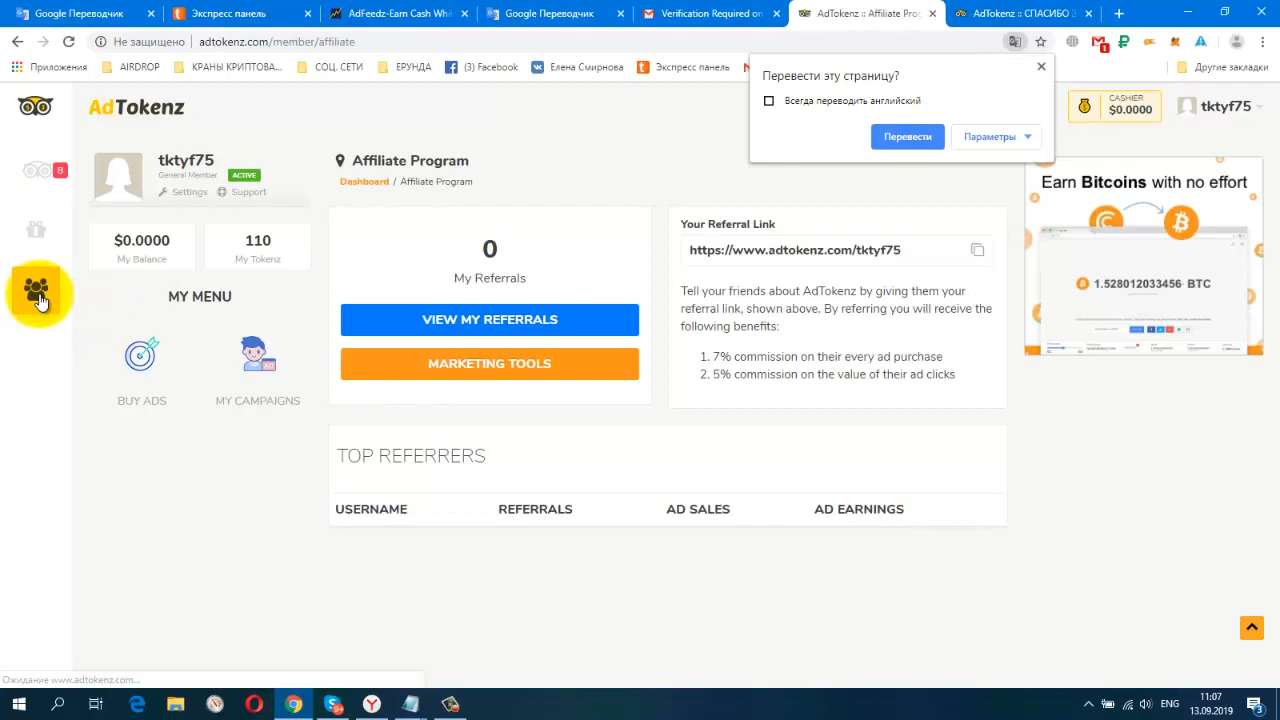 Google Переводчик
Экспресс панель
AdFeedz-Earn Cash Whi
Google Переводчик
Verification Required on
AdTokenz :: Affiliate Prog
AdTokenz :: СПАСИБО З
Не защищено
adtokenz.com/member/affiliate
Приложения
AIRDROP
КРАНЫ КРИПТОВА...
СОЦ. СЕТИ
ЕРУНДА
(3) Facebook
Елена Смирнова
Экспресс панель
Другие закладки
Перевести эту страницу?
Всегда переводить английский
Перевести
Параметры
AdTokenz
CASHIER
$0.0000
tktyf75
8
tktyf75
General Member
ACTIVE
Settings
Support
$0.0000
My Balance
110
My Tokenz
MY MENU
BUY ADS
MY CAMPAIGNS
Affiliate Program
Dashboard / Affiliate Program
0
My Referrals
VIEW MY REFERRALS
MARKETING TOOLS
Your Referral Link
https://www.adtokenz.com/tktyf75
Tell your friends about AdTokenz by giving them your
referral link, shown above. By referring you will receive the
following benefits:
1. 7% commission on their every ad purchase
2. 5% commission on the value of their ad clicks
TOP REFERRERS
USERNAME
REFERRALS
AD SALES
AD EARNINGS
Earn Bitcoins with no effort
1.528012033456 BTC
Ожидание www.adtokenz.com...
ENG
11:07
13.09.2019
3